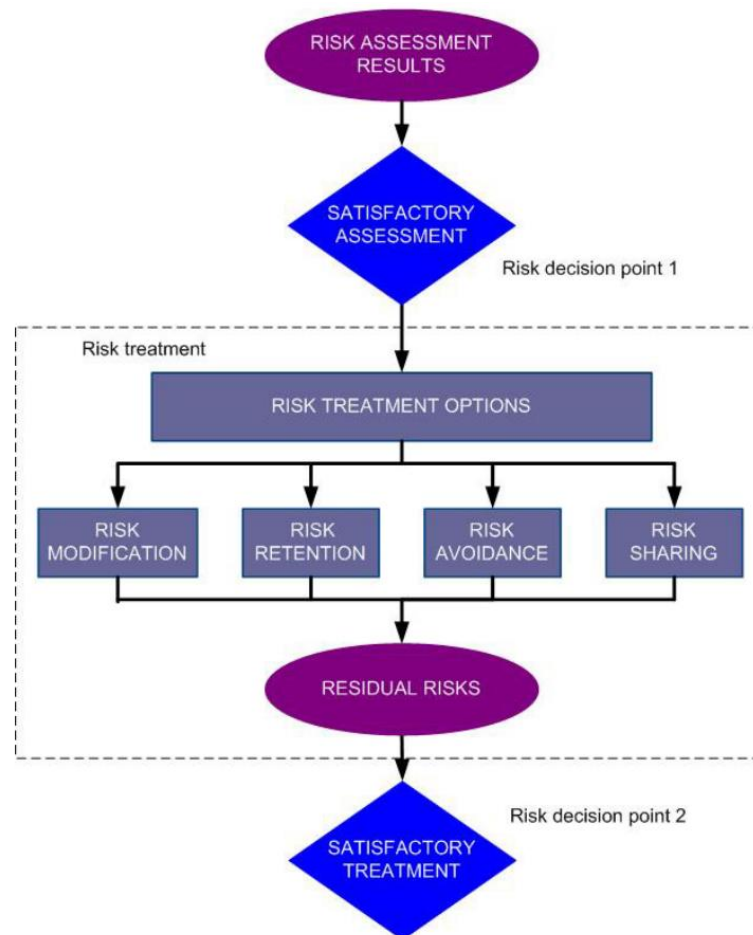 RISK ASSESSMENT
RESULTS
SATISFACTORY
ASSESSMENT
Risk decision point 1
Risk treatment
RISK TREATMENT OPTIONS
RISK
MODIFICATION
RISK
RETENTION
RISK
AVOIDANCE
RISK
SHARING
RESIDUAL RISKS
Risk decision point 2
SATISFACTORY
TREATMENT